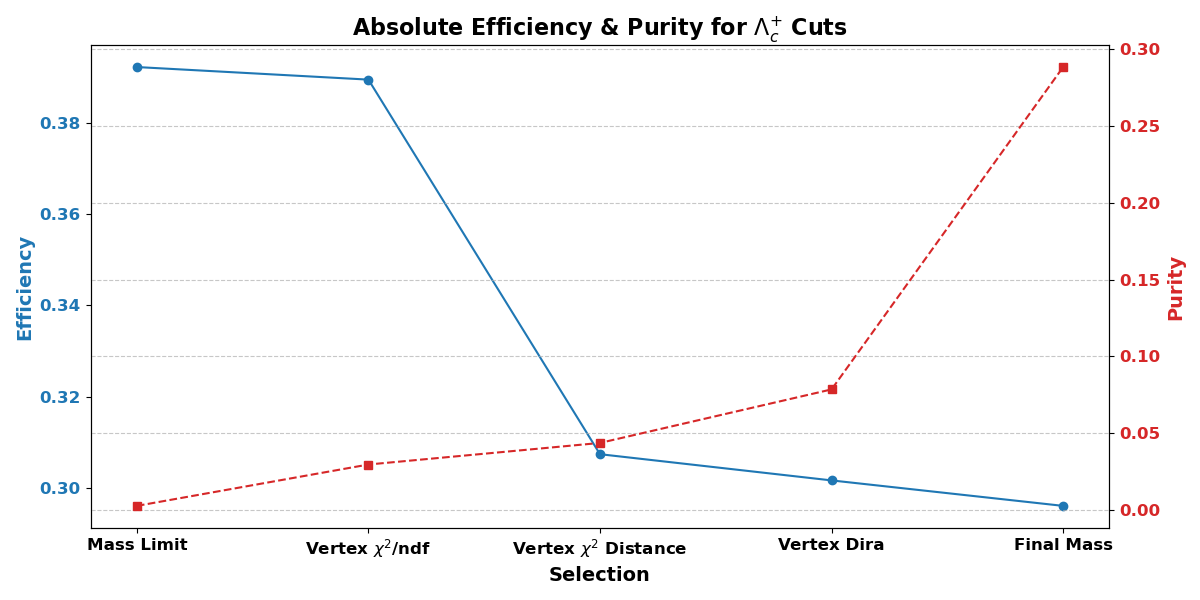 Absolute Efficiency & Purity for Λ_c^+ Cuts
Efficiency
0.38
0.36
0.34
0.32
0.30
0.30
0.25
0.20
0.15
0.10
0.05
0.00
Purity
Mass Limit
Vertex χ²/ndf
Vertex χ² Distance
Vertex Dira
Final Mass
Selection